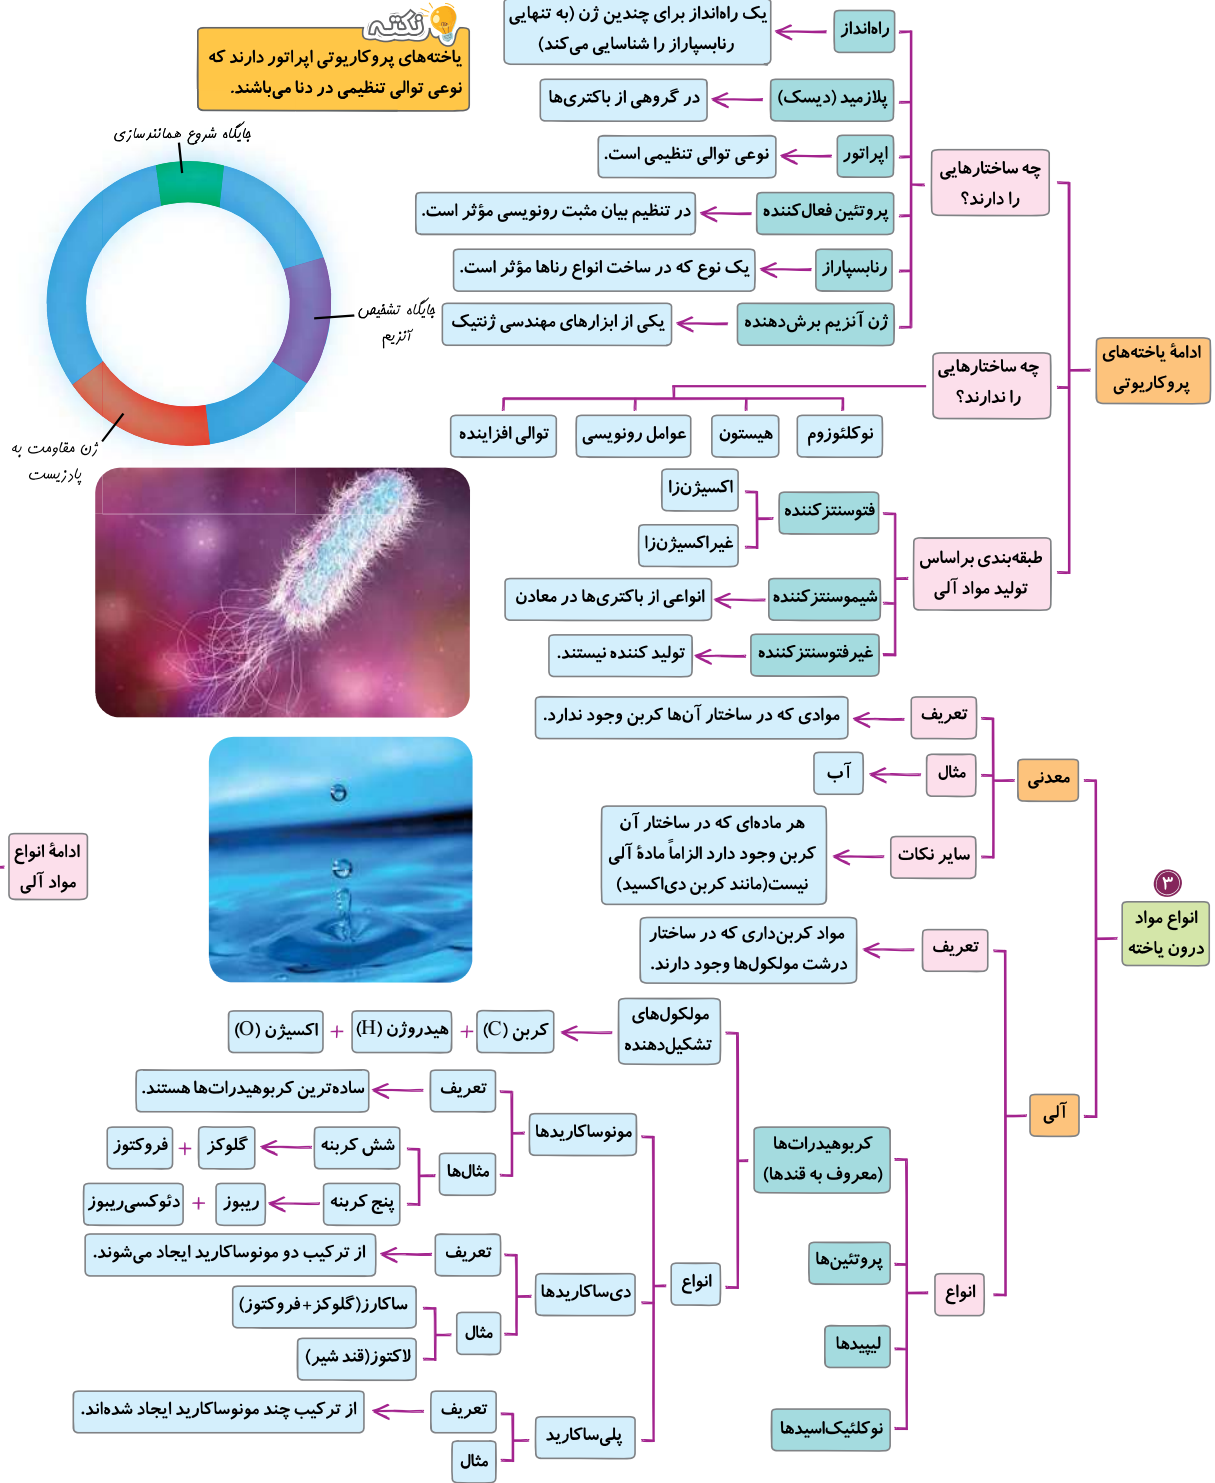 ادامهٔ یاخته‌های
پروکاریوتی
چه ساختارهایی
را دارند؟
راه‌انداز
یک راه‌انداز برای چندین ژن (به تنهایی
رنابسپاراز را شناسایی می‌کند)
پلازمید (دیسک)
در گروهی از باکتری‌ها
اپراتور
نوعی توالی تنظیمی است.
پروتئین فعال‌کننده
در تنظیم بیان مثبت رونویسی مؤثر است.
رنابسپاراز
یک نوع که در ساخت انواع رناها مؤثر است.
ژن آنزیم برش‌دهنده
یکی از ابزارهای مهندسی ژنتیک
چه ساختارهایی
را ندارند؟
نوکلئوزوم
هیستون
عوامل رونویسی
توالی افزاینده
طبقه‌بندی براساس
تولید مواد آلی
فتوسنتزکننده
اکسیژن‌زا
غیراکسیژن‌زا
شیموسنتزکننده
انواعی از باکتری‌ها در معادن
غیرفتوسنتزکننده
تولید کننده نیستند.
نکته
یاخته‌های پروکاریوتی اپراتور دارند که
نوعی توالی تنظیمی در دنا می‌باشند.
جایگاه شروع همانندسازی
جایگاه تشخیص
آنزیم
ژن مقاومت به
پادزیست
۳
انواع مواد
درون یاخته
معدنی
تعریف
موادی که در ساختار آن‌ها کربن وجود ندارد.
مثال
آب
سایر نکات
هر ماده‌ای که در ساختار آن
کربن وجود دارد الزاماً مادهٔ آلی
نیست(مانند کربن دی‌اکسید)
آلی
تعریف
مواد کربن‌داری که در ساختار
درشت مولکول‌ها وجود دارند.
انواع
کربوهیدرات‌ها
(معروف به قندها)
مولکول‌های
تشکیل‌دهنده
کربن (C) + هیدروژن (H) + اکسیژن (O)
انواع
مونوساکاریدها
تعریف
ساده‌ترین کربوهیدرات‌ها هستند.
مثال‌ها
شش کربنه
گلوکز + فروکتوز
پنج کربنه
ریبوز + دئوکسی‌ریبوز
دی‌ساکاریدها
تعریف
از ترکیب دو مونوساکارید ایجاد می‌شوند.
مثال
ساکارز(گلوکز+فروکتوز)
لاکتوز(قند شیر)
پلی‌ساکارید
تعریف
از ترکیب چند مونوساکارید ایجاد شده‌اند.
مثال
پروتئین‌ها
لیپیدها
نوکلئیک‌اسیدها
ادامهٔ انواع
مواد آلی